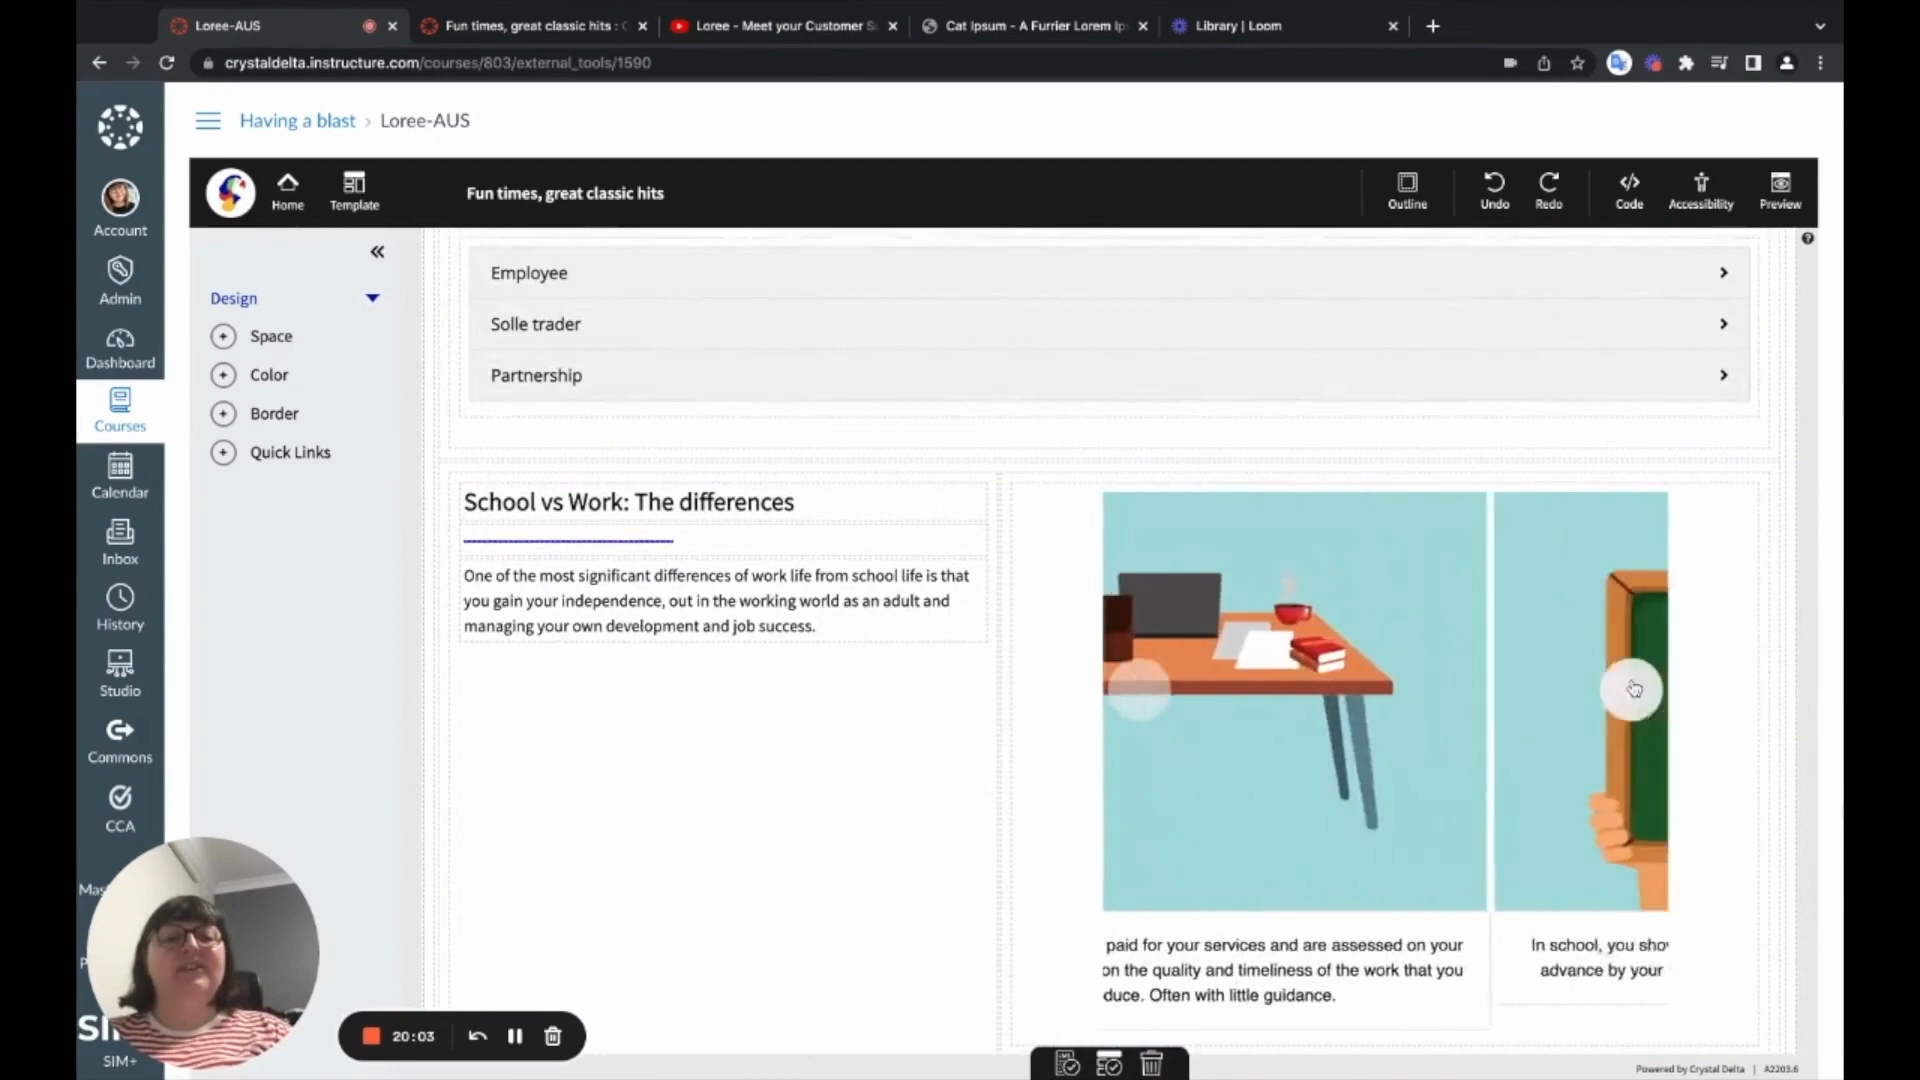 Loree-AUS
Fun times, great classic hits :
Loree - Meet your Customer S
Cat Ipsum - A Furrier Lorem Ip
Library | Loom
crystaldelta.instructure.com/courses/803/external_tools/1590
Having a blast › Loree-AUS
Home
Template
Fun times, great classic hits
Outline
Undo
Redo
Code
Accessibility
Preview
Account
Admin
Dashboard
Courses
Calendar
Inbox
History
Studio
Commons
CCA
SIM+
Design
Space
Color
Border
Quick Links
Employee
Solle trader
Partnership
School vs Work: The differences
One of the most significant differences of work life from school life is that
you gain your independence, out in the working world as an adult and
managing your own development and job success.
paid for your services and are assessed on your
on the quality and timeliness of the work that you
duce. Often with little guidance.
In school, you sho
advance by your
20:03
Powered by Crystal Delta | A2203.6